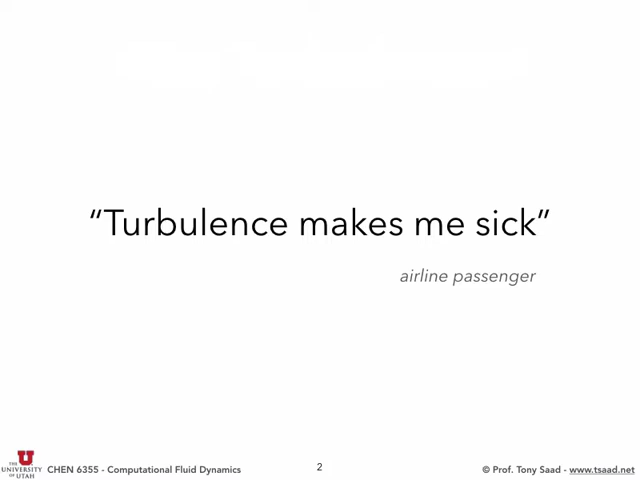 “Turbulence makes me sick”
airline passenger
THE
UNIVERSITY
OF UTAH
CHEN 6355 - Computational Fluid Dynamics
2
© Prof. Tony Saad - www.tsaad.net